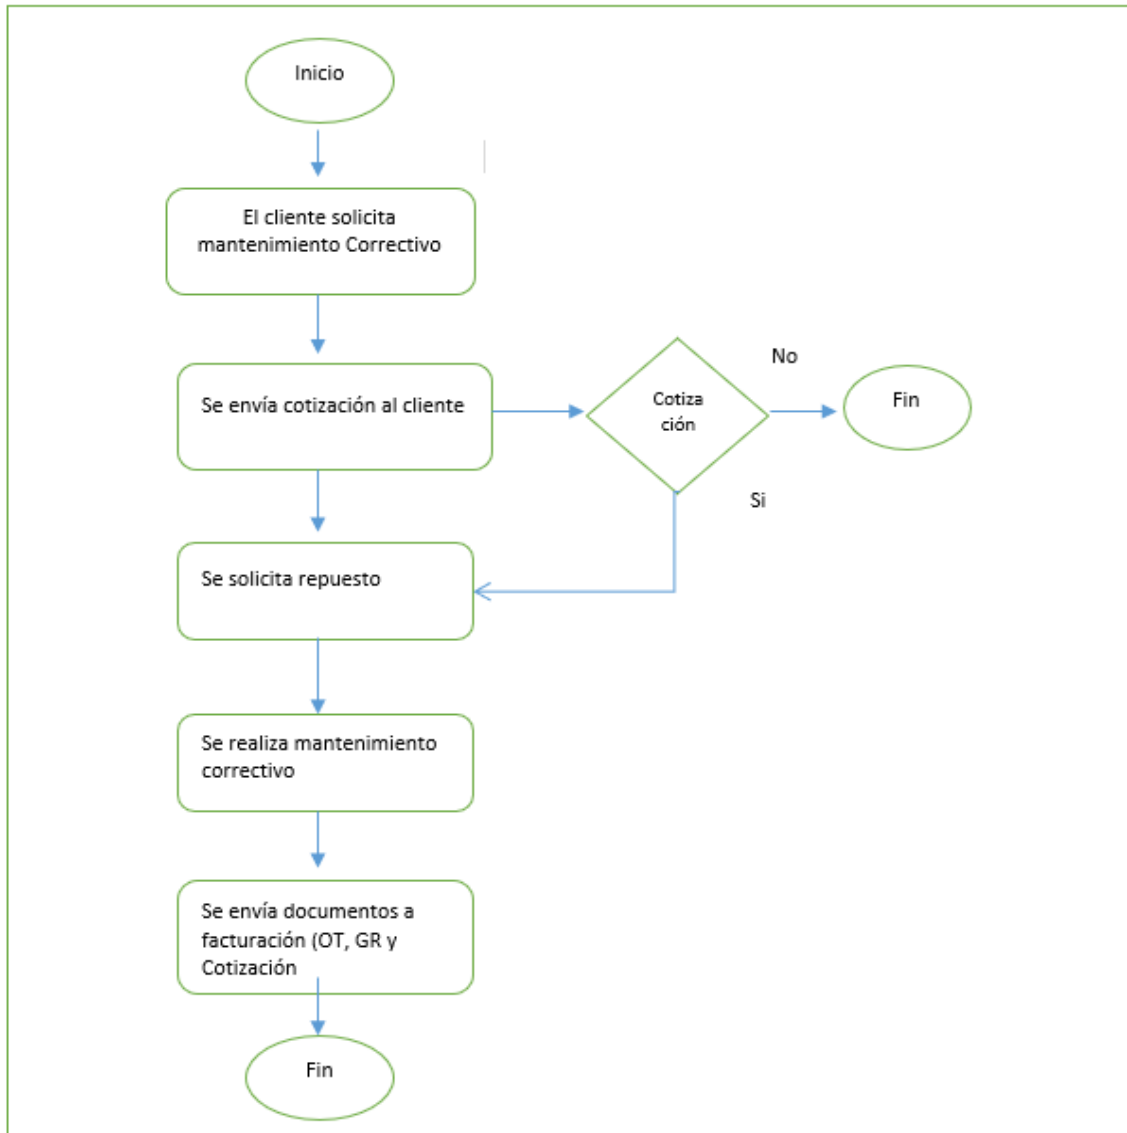 Inicio
El cliente solicita
mantenimiento Correctivo
Se envía cotización al cliente
Cotiza
ción
No
Fin
Si
Se solicita repuesto
Se realiza mantenimiento
correctivo
Se envía documentos a
facturación (OT, GR y
Cotización
Fin